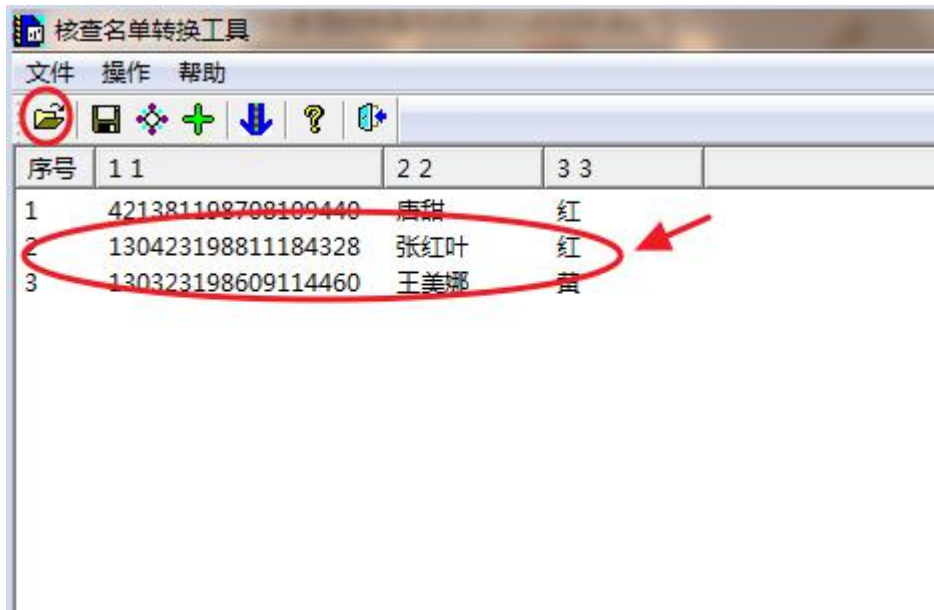 核查名单转换工具
文件 操作 帮助
序号 1 1 2 2 3 3
1 421381198708109440 唐甜 红
2 130423198811184328 张红叶 红
3 130323198609114460 王美娜 黄